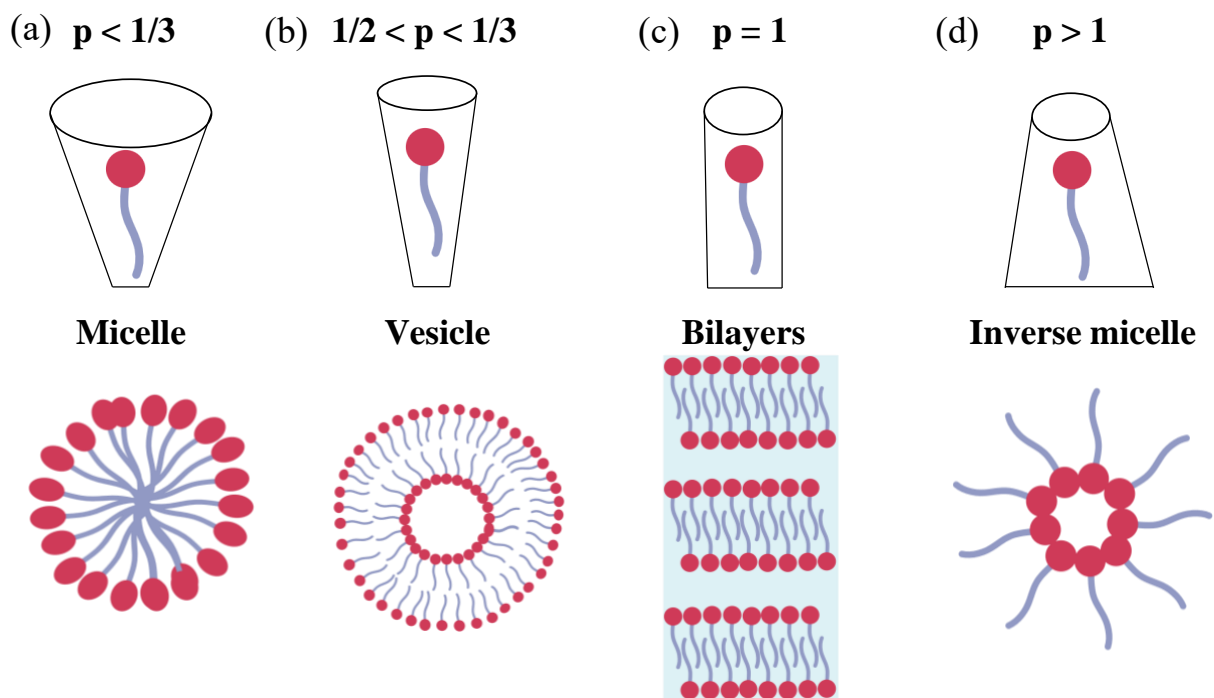 (a) p < 1/3
(b) 1/2 < p < 1/3
(c) p = 1
(d) p > 1
Micelle
Vesicle
Bilayers
Inverse micelle